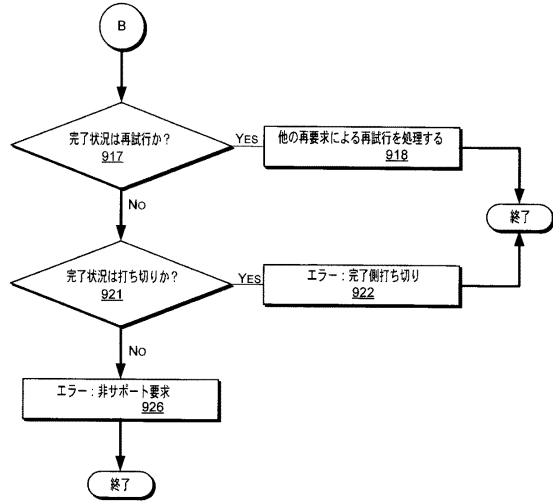 B
完了状況は再試行か?
917
YES
他の再要求による再試行を処理する
918
NO
終了
完了状況は打ち切りか?
921
YES
エラー:完了側打ち切り
922
NO
エラー:非サポート要求
926
終了